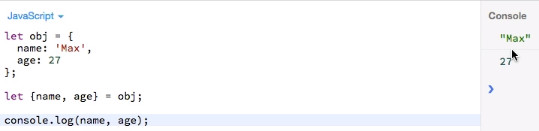 JavaScript
let obj = {
  name: 'Max',
  age: 27
};

let {name, age} = obj;

console.log(name, age);
Console
"Max"
27